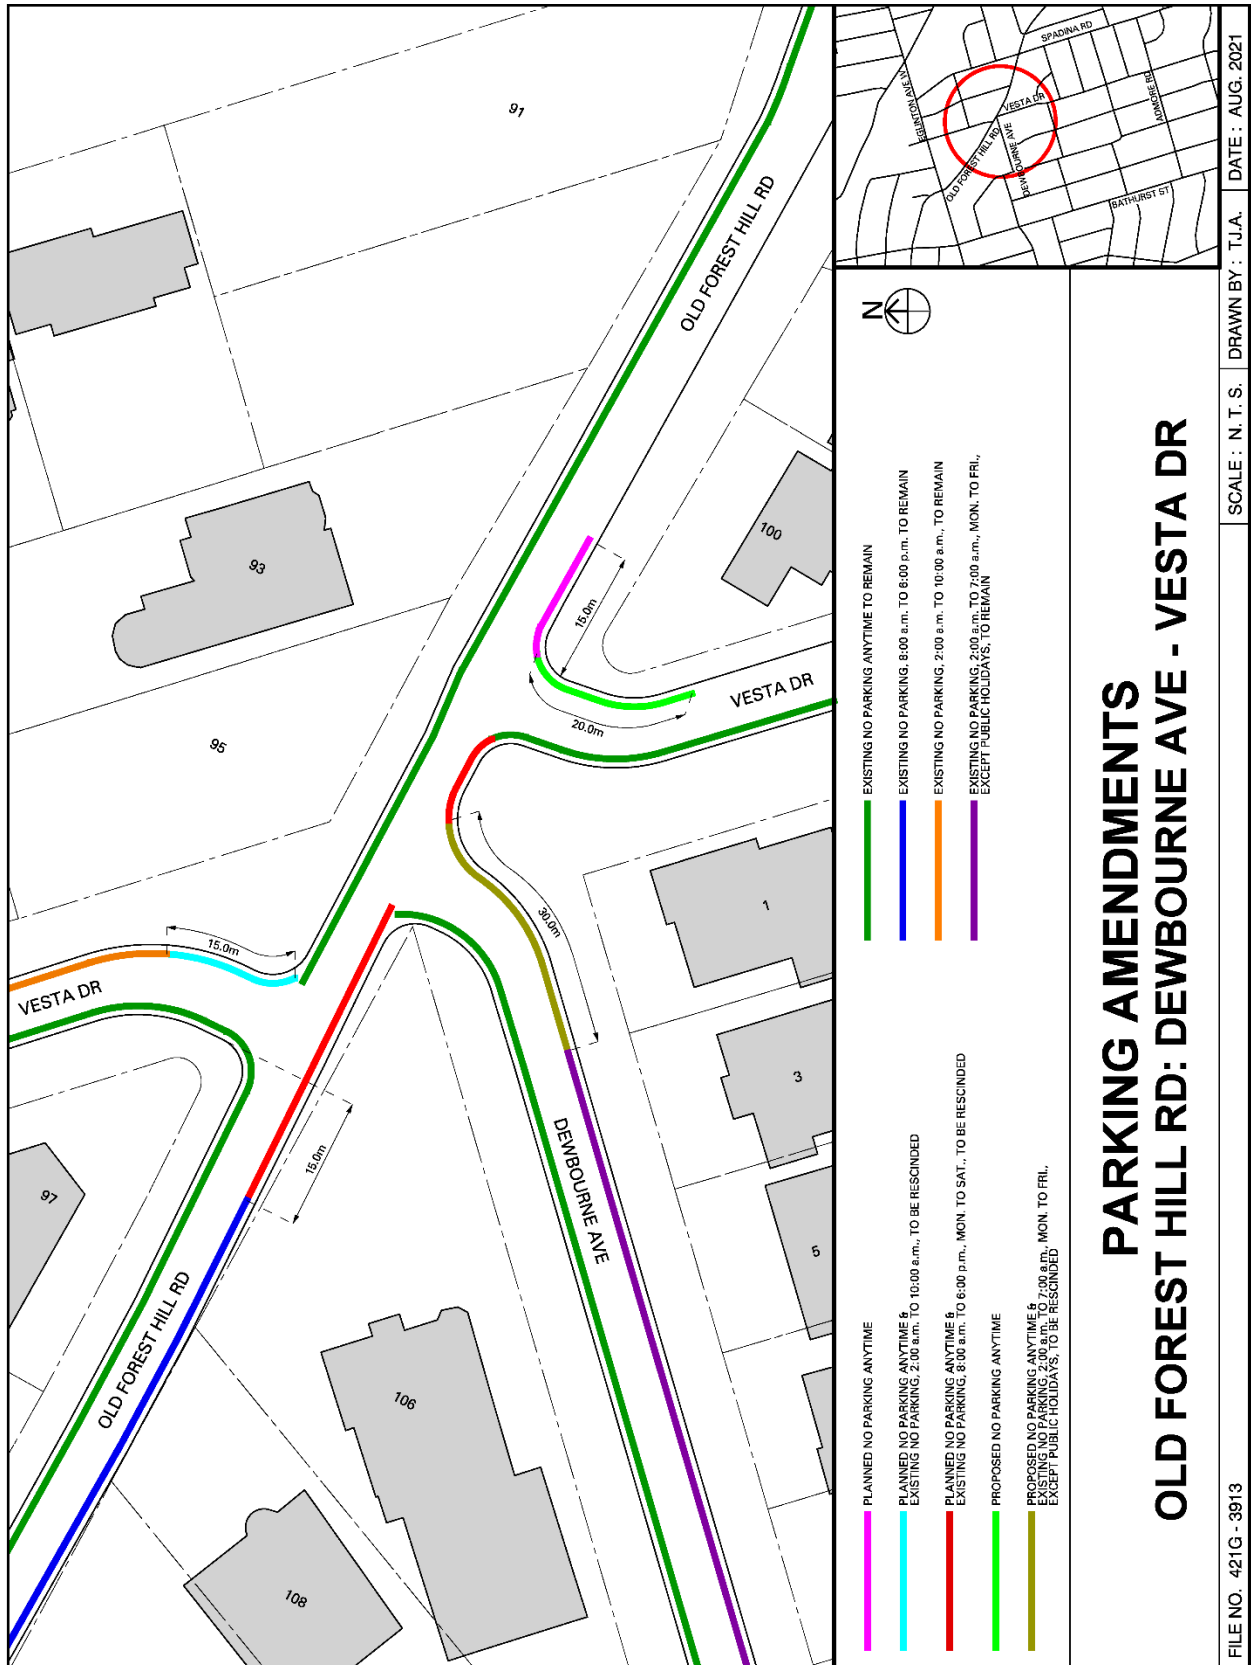 91
93
95
97
100
1
3
5
106
108
OLD FOREST HILL RD
VESTA DR
VESTA DR
OLD FOREST HILL RD
DEWBOURNE AVE
15.0m
20.0m
30.0m
15.0m
15.0m
PLANNED NO PARKING ANYTIME
PLANNED NO PARKING ANYTIME &
EXISTING NO PARKING, 2:00 a.m. TO 10:00 a.m., TO BE RESCINDED
PLANNED NO PARKING ANYTIME &
EXISTING NO PARKING, 8:00 a.m. TO 6:00 p.m., MON. TO SAT., TO BE RESCINDED
PROPOSED NO PARKING ANYTIME
PROPOSED NO PARKING ANYTIME &
EXISTING NO PARKING, 2:00 a.m. TO 7:00 a.m., MON. TO FRI.,
EXCEPT PUBLIC HOLIDAYS, TO BE RESCINDED
EXISTING NO PARKING ANYTIME TO REMAIN
EXISTING NO PARKING, 8:00 a.m. TO 6:00 p.m. TO REMAIN
EXISTING NO PARKING, 2:00 a.m. TO 10:00 a.m., TO REMAIN
EXISTING NO PARKING, 2:00 a.m. TO 7:00 a.m., MON. TO FRI.,
EXCEPT PUBLIC HOLIDAYS, TO REMAIN
N
EGLINTON AVE W
SPADINA RD
VESTA DR
OLD FOREST HILL RD
DEWBOURNE AVE
BATHURST ST
PARKING AMENDMENTS
OLD FOREST HILL RD: DEWBOURNE AVE - VESTA DR
FILE NO. 421G - 3913
SCALE : N. T. S.
DRAWN BY : T.J.A.
DATE : AUG. 2021